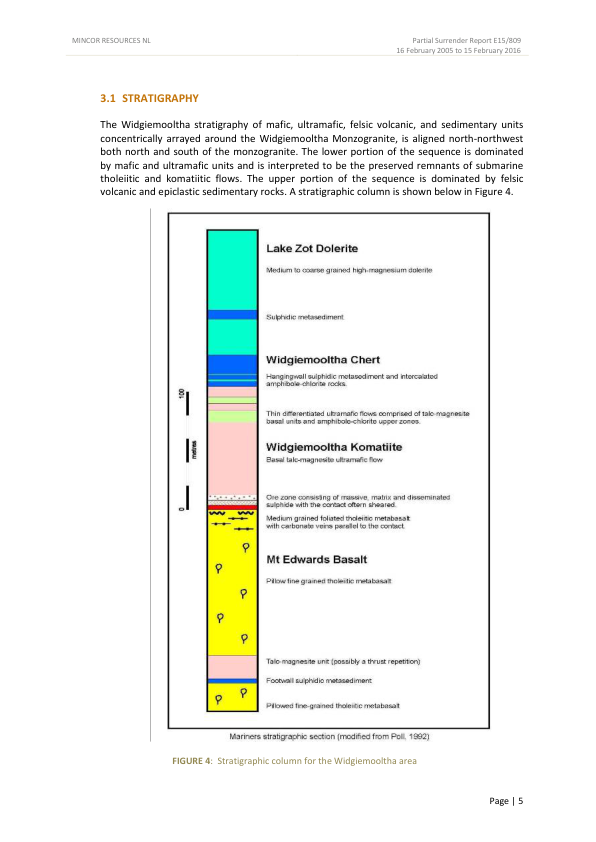 MINCOR RESOURCES NL
Partial Surrender Report E15/809
16 February 2005 to 15 February 2016
3.1 STRATIGRAPHY
The Widgiemooltha stratigraphy of mafic, ultramafic, felsic volcanic, and sedimentary units
concentrically arrayed around the Widgiemooltha Monzogranite, is aligned north-northwest
both north and south of the monzogranite. The lower portion of the sequence is dominated
by mafic and ultramafic units and is interpreted to be the preserved remnants of submarine
tholeiitic and komatiitic flows. The upper portion of the sequence is dominated by felsic
volcanic and epiclastic sedimentary rocks. A stratigraphic column is shown below in Figure 4.
Lake Zot Dolerite
Medium to coarse grained high-magnesium dolerite
Sulphidic metasediment
Widgiemooltha Chert
Hangingwall sulphidic metasediment and intercalated
amphibole-chlorite rocks.
100
Thin differentiated ultramafic flows comprised of talc-magnesite
basal units and amphibole-chlorite upper zones.
metres
Widgiemooltha Komatiite
Basal talc-magnesite ultramafic flow
0
Ore zone consisting of massive, matrix and disseminated
sulphide with the contact oftern sheared.
Medium grained foliated tholeiitic metabasalt
with carbonate veins parallel to the contact.
Mt Edwards Basalt
Pillow fine grained tholeiitic metabasalt
Talc-magnesite unit (possibly a thrust repetition)
Footwall sulphidic metasediment
Pillowed fine-grained tholeiitic metabasalt
Mariners stratigraphic section (modified from Poll, 1992)
FIGURE 4: Stratigraphic column for the Widgiemooltha area
Page | 5